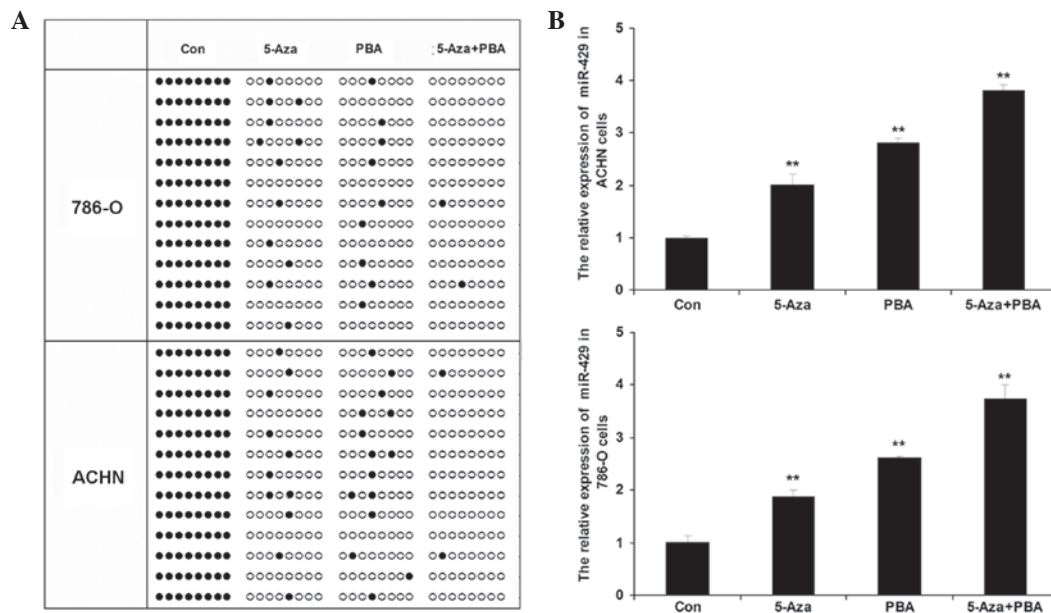 A
Con 5-Aza PBA :5-Aza+PBA
786-O
ACHN
B
The relative expression of miR-429 in
ACHN cells
5
4
3
2
1
0
**
**
**
Con 5-Aza PBA 5-Aza+PBA
The relative expression of miR-429 in
786-O cells
5
4
3
2
1
0
**
**
**
Con 5-Aza PBA 5-Aza+PBA